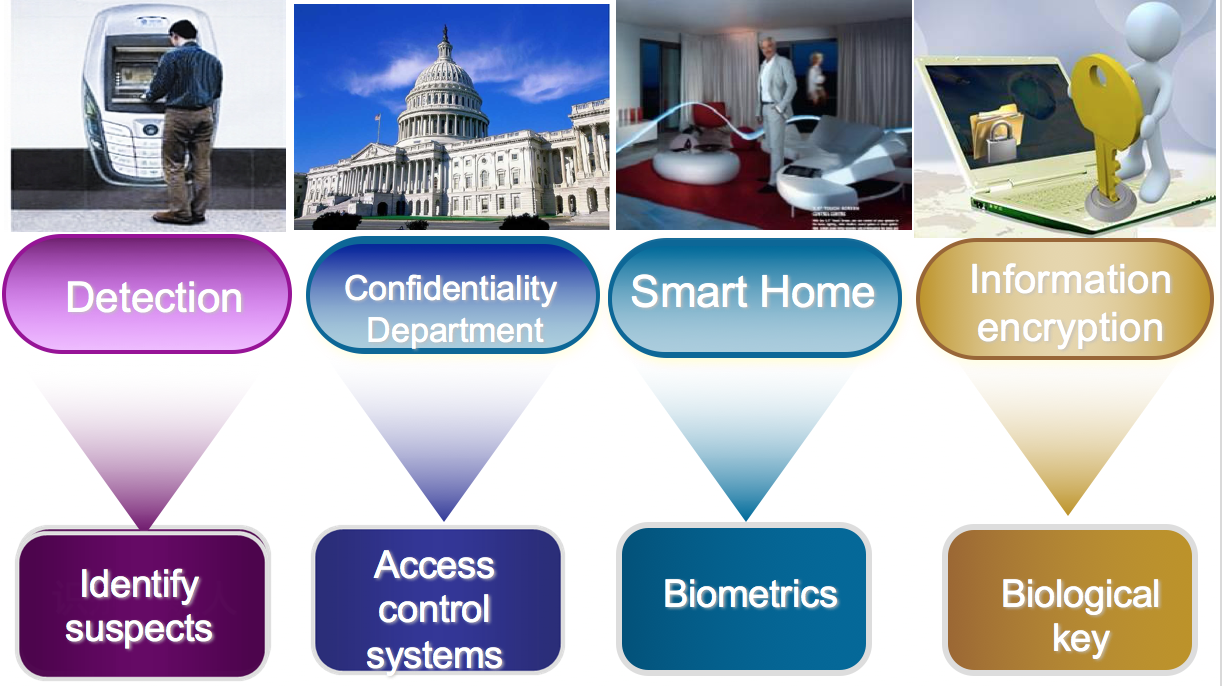 Detection
Confidentiality
Department
Smart Home
Information
encryption
Identify
suspects
Access
control
systems
Biometrics
Biological
key